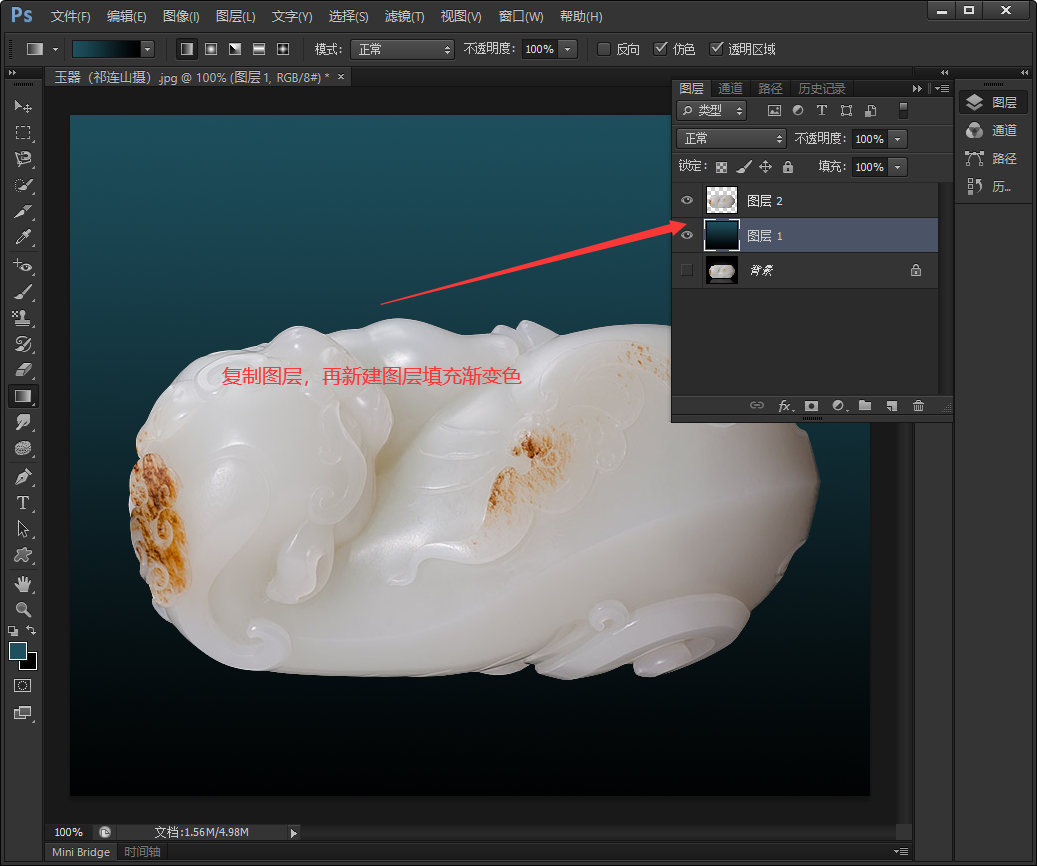 Ps 文件(F) 编辑(E) 图像(I) 图层(L) 文字(Y) 选择(S) 滤镜(T) 视图(V) 窗口(W) 帮助(H)
模式: 正常 不透明度: 100% 反向 仿色 透明区域
玉器（祁连山摄）.jpg @ 100% (图层 1, RGB/8#) * ×
图层 通道 路径 历史记录
类型
正常 不透明度: 100%
锁定: 填充: 100%
图层 2
图层 1
背景
fx
图层
通道
路径
历...
复制图层，再新建图层填充渐变色
100% 文档:1.56M/4.98M
Mini Bridge 时间轴